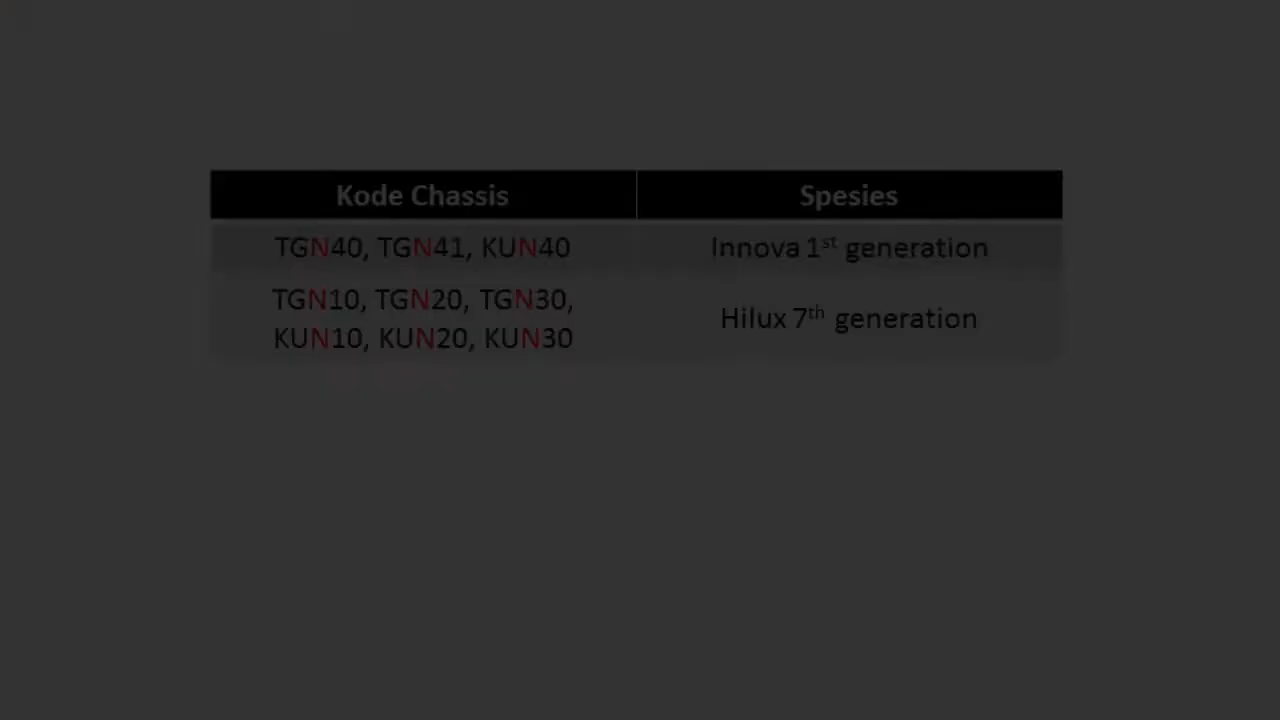 Kode Chassis Spesies
TGN40, TGN41, KUN40 Innova 1st generation
TGN10, TGN20, TGN30,
KUN10, KUN20, KUN30
Hilux 7th generation